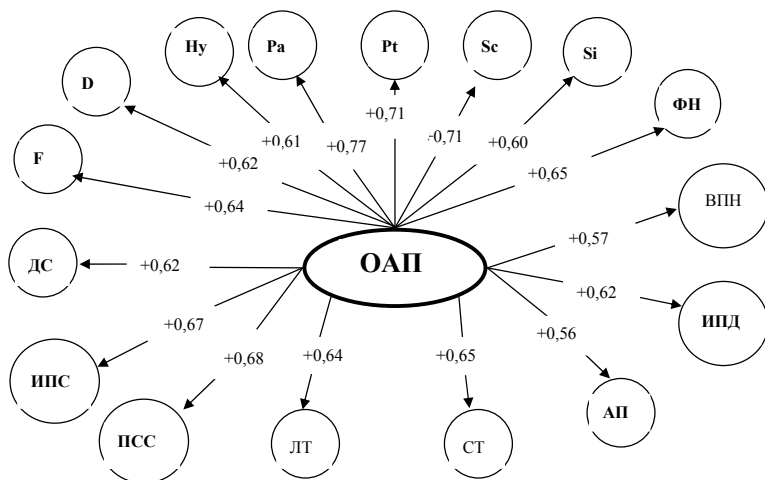 Hy
Pa
Pt
Sc
Si
D
ФН
F
+0,71
+0,61
+0,77
+0,71
+0,60
+0,62
+0,65
+0,64
ВПН
ОАП
+0,57
ДС
+0,62
+0,62
ИПД
+0,67
+0,68
+0,64
+0,65
+0,56
ИПС
АП
ПСС
ЛТ
СТ